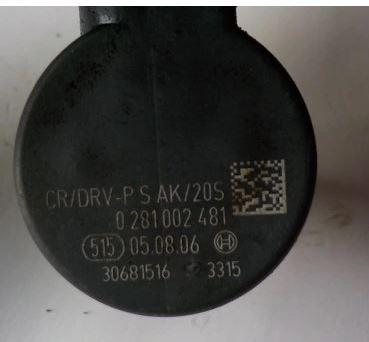 CR/DRV-P S AK/20S
0 281 002 481
515 05.08.06
30681516 3315